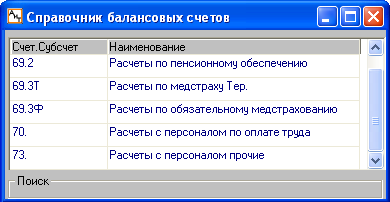 Справочник балансовых счетов
Счет.Субсчет Наименование
69.2 Расчеты по пенсионному обеспечению
69.3Т Расчеты по медстраху Тер.
69.3Ф Расчеты по обязательному медстрахованию
70. Расчеты с персоналом по оплате труда
73. Расчеты с персоналом прочие
Поиск